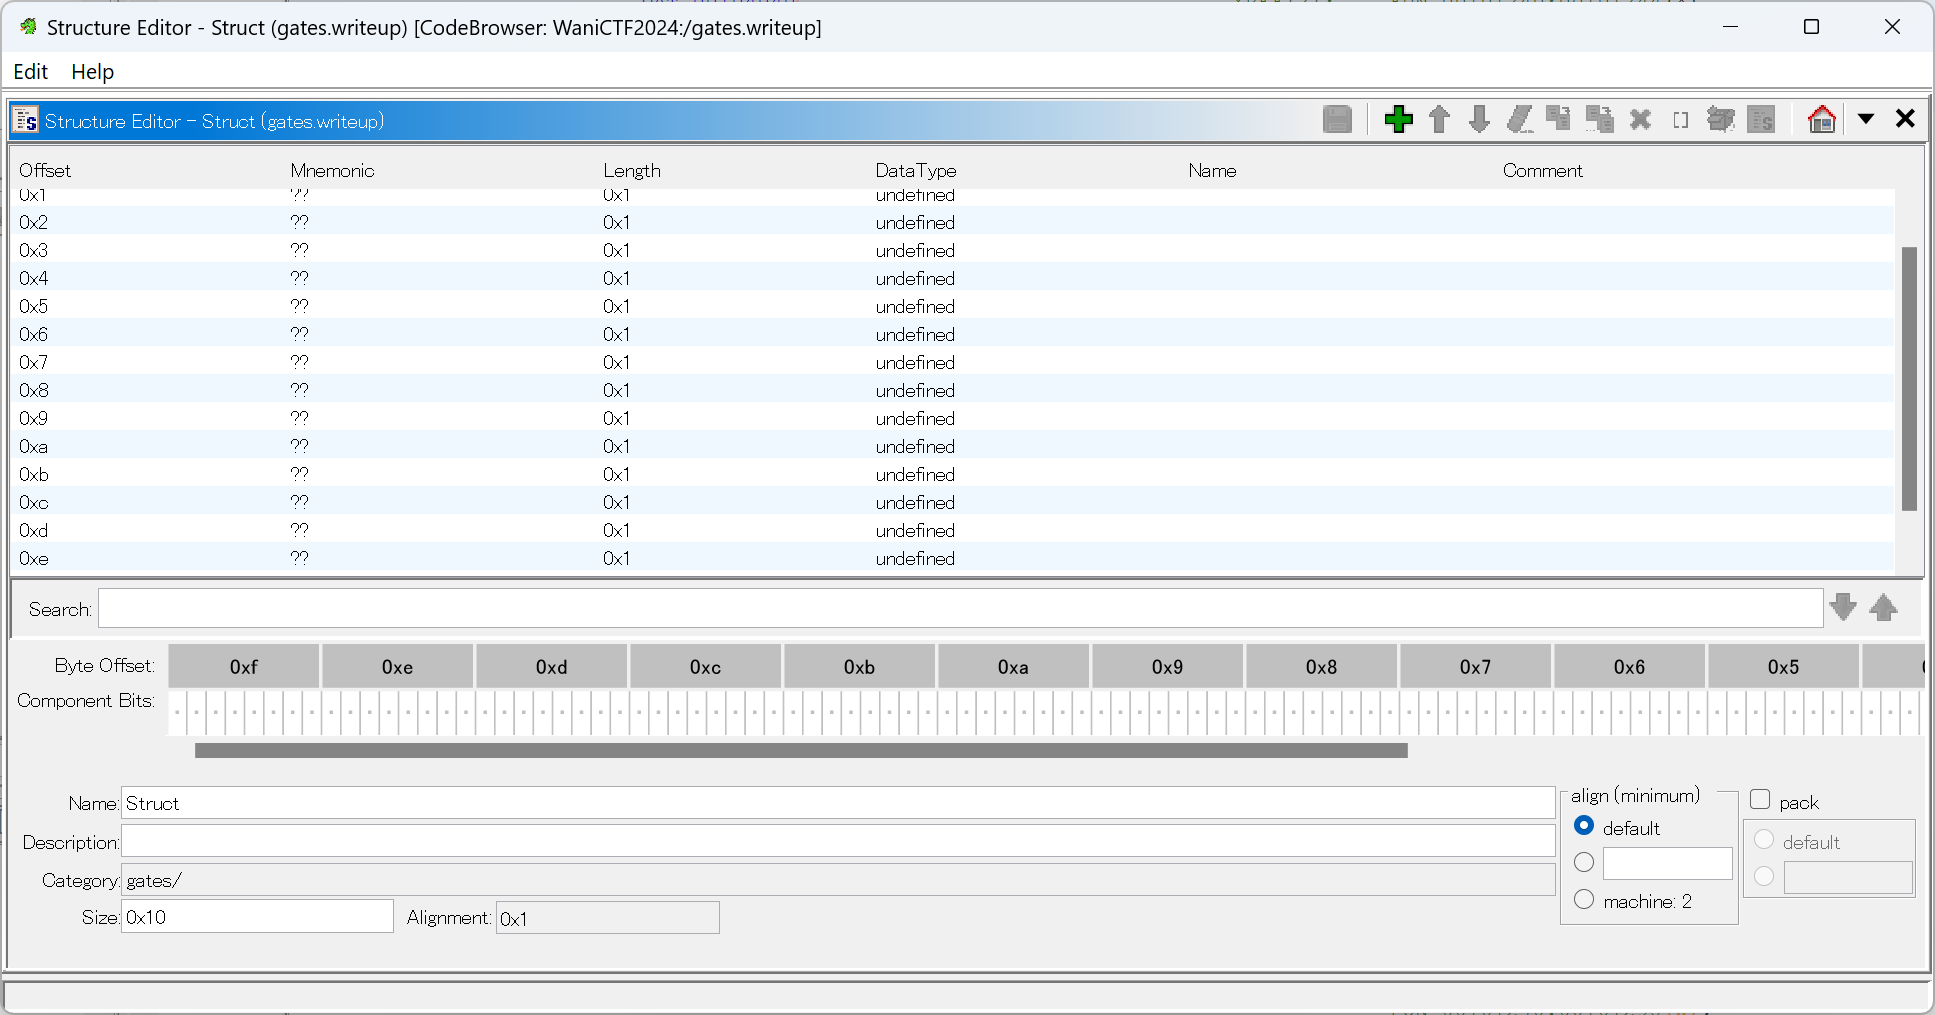 Structure Editor - Struct (gates.writeup) [CodeBrowser: WaniCTF2024:/gates.writeup]
Edit Help
Structure Editor - Struct (gates.writeup)
Offset Mnemonic Length DataType Name Comment
0x1 ?? 0x1 undefined
0x2 ?? 0x1 undefined
0x3 ?? 0x1 undefined
0x4 ?? 0x1 undefined
0x5 ?? 0x1 undefined
0x6 ?? 0x1 undefined
0x7 ?? 0x1 undefined
0x8 ?? 0x1 undefined
0x9 ?? 0x1 undefined
0xa ?? 0x1 undefined
0xb ?? 0x1 undefined
0xc ?? 0x1 undefined
0xd ?? 0x1 undefined
0xe ?? 0x1 undefined
Search:
Byte Offset: 0xf 0xe 0xd 0xc 0xb 0xa 0x9 0x8 0x7 0x6 0x5
Component Bits:
Name: Struct
Description:
Category: gates/
Size: 0x10 Alignment: 0x1
align (minimum)
default
machine: 2
pack
default